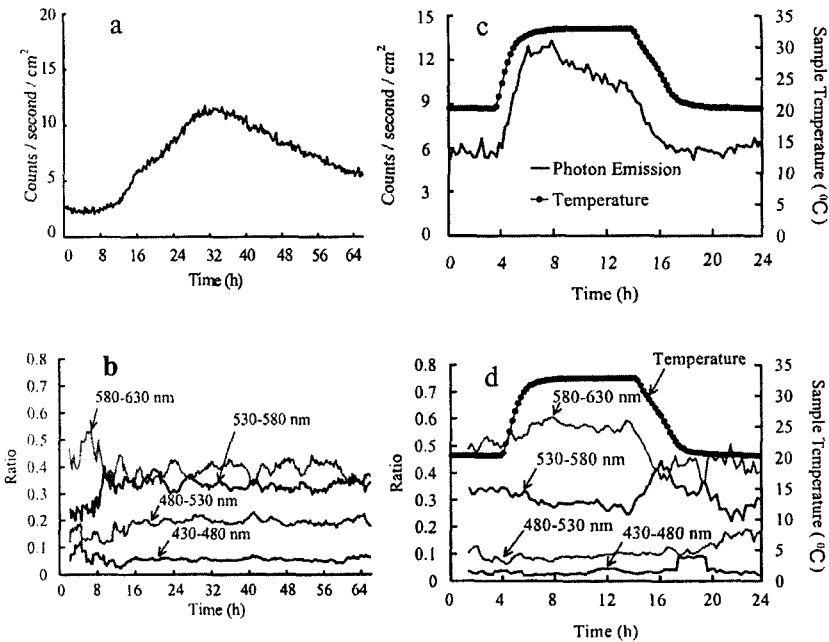 a
20
15
10
5
0
Counts / second / cm²
0 8 16 24 32 40 48 56 64
Time (h)
c
15
12
9
6
3
0
Counts / second / cm²
35
30
25
20
15
10
5
0
Sample Temperature ( ⁰C )
Photon Emission
Temperature
0 4 8 12 16 20 24
Time (h)
b
0.8
0.7
0.6
0.5
0.4
0.3
0.2
0.1
0
Ratio
580-630 nm
530-580 nm
480-530 nm
430-480 nm
0 8 16 24 32 40 48 56 64
Time (h)
d
0.8
0.7
0.6
0.5
0.4
0.3
0.2
0.1
0
Ratio
Temperature
580-630 nm
530-580 nm
480-530 nm
430-480 nm
35
30
25
20
15
10
5
0
Sample Temperature ( ⁰C )
0 4 8 12 16 20 24
Time (h)